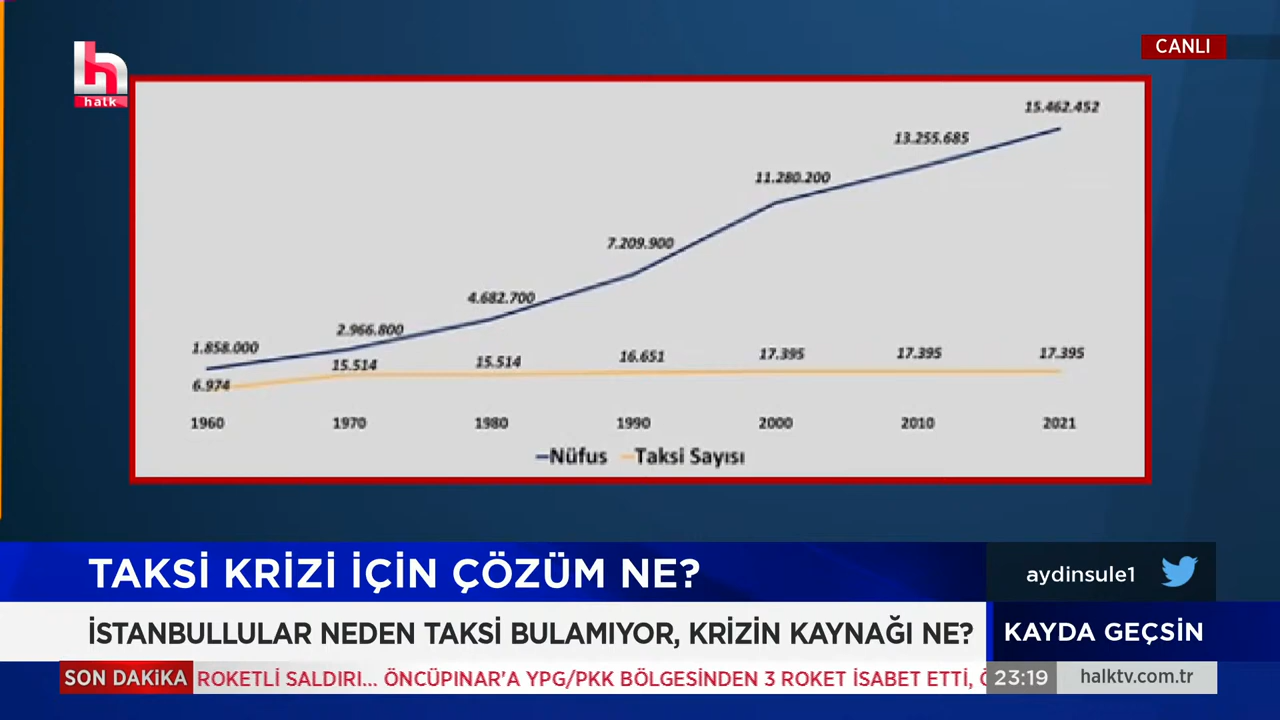 h
halk
CANLI
15.462.452
13.255.685
11.280.200
7.209.900
4.682.700
2.966.800
1.858.000
6.974
15.514
15.514
16.651
17.395
17.395
17.395
1960 1970 1980 1990 2000 2010 2021
Nüfus Taksi Sayısı
TAKSİ KRİZİ İÇİN ÇÖZÜM NE?
aydinsule1
İSTANBULLULAR NEDEN TAKSİ BULAMIYOR, KRİZİN KAYNAĞI NE?
KAYDA GEÇSİN
SON DAKİKA ROKETLİ SALDIRI... ÖNCÜPINAR'A YPG/PKK BÖLGESİNDEN 3 ROKET İSABET ETTİ,
23:19
halktv.com.tr